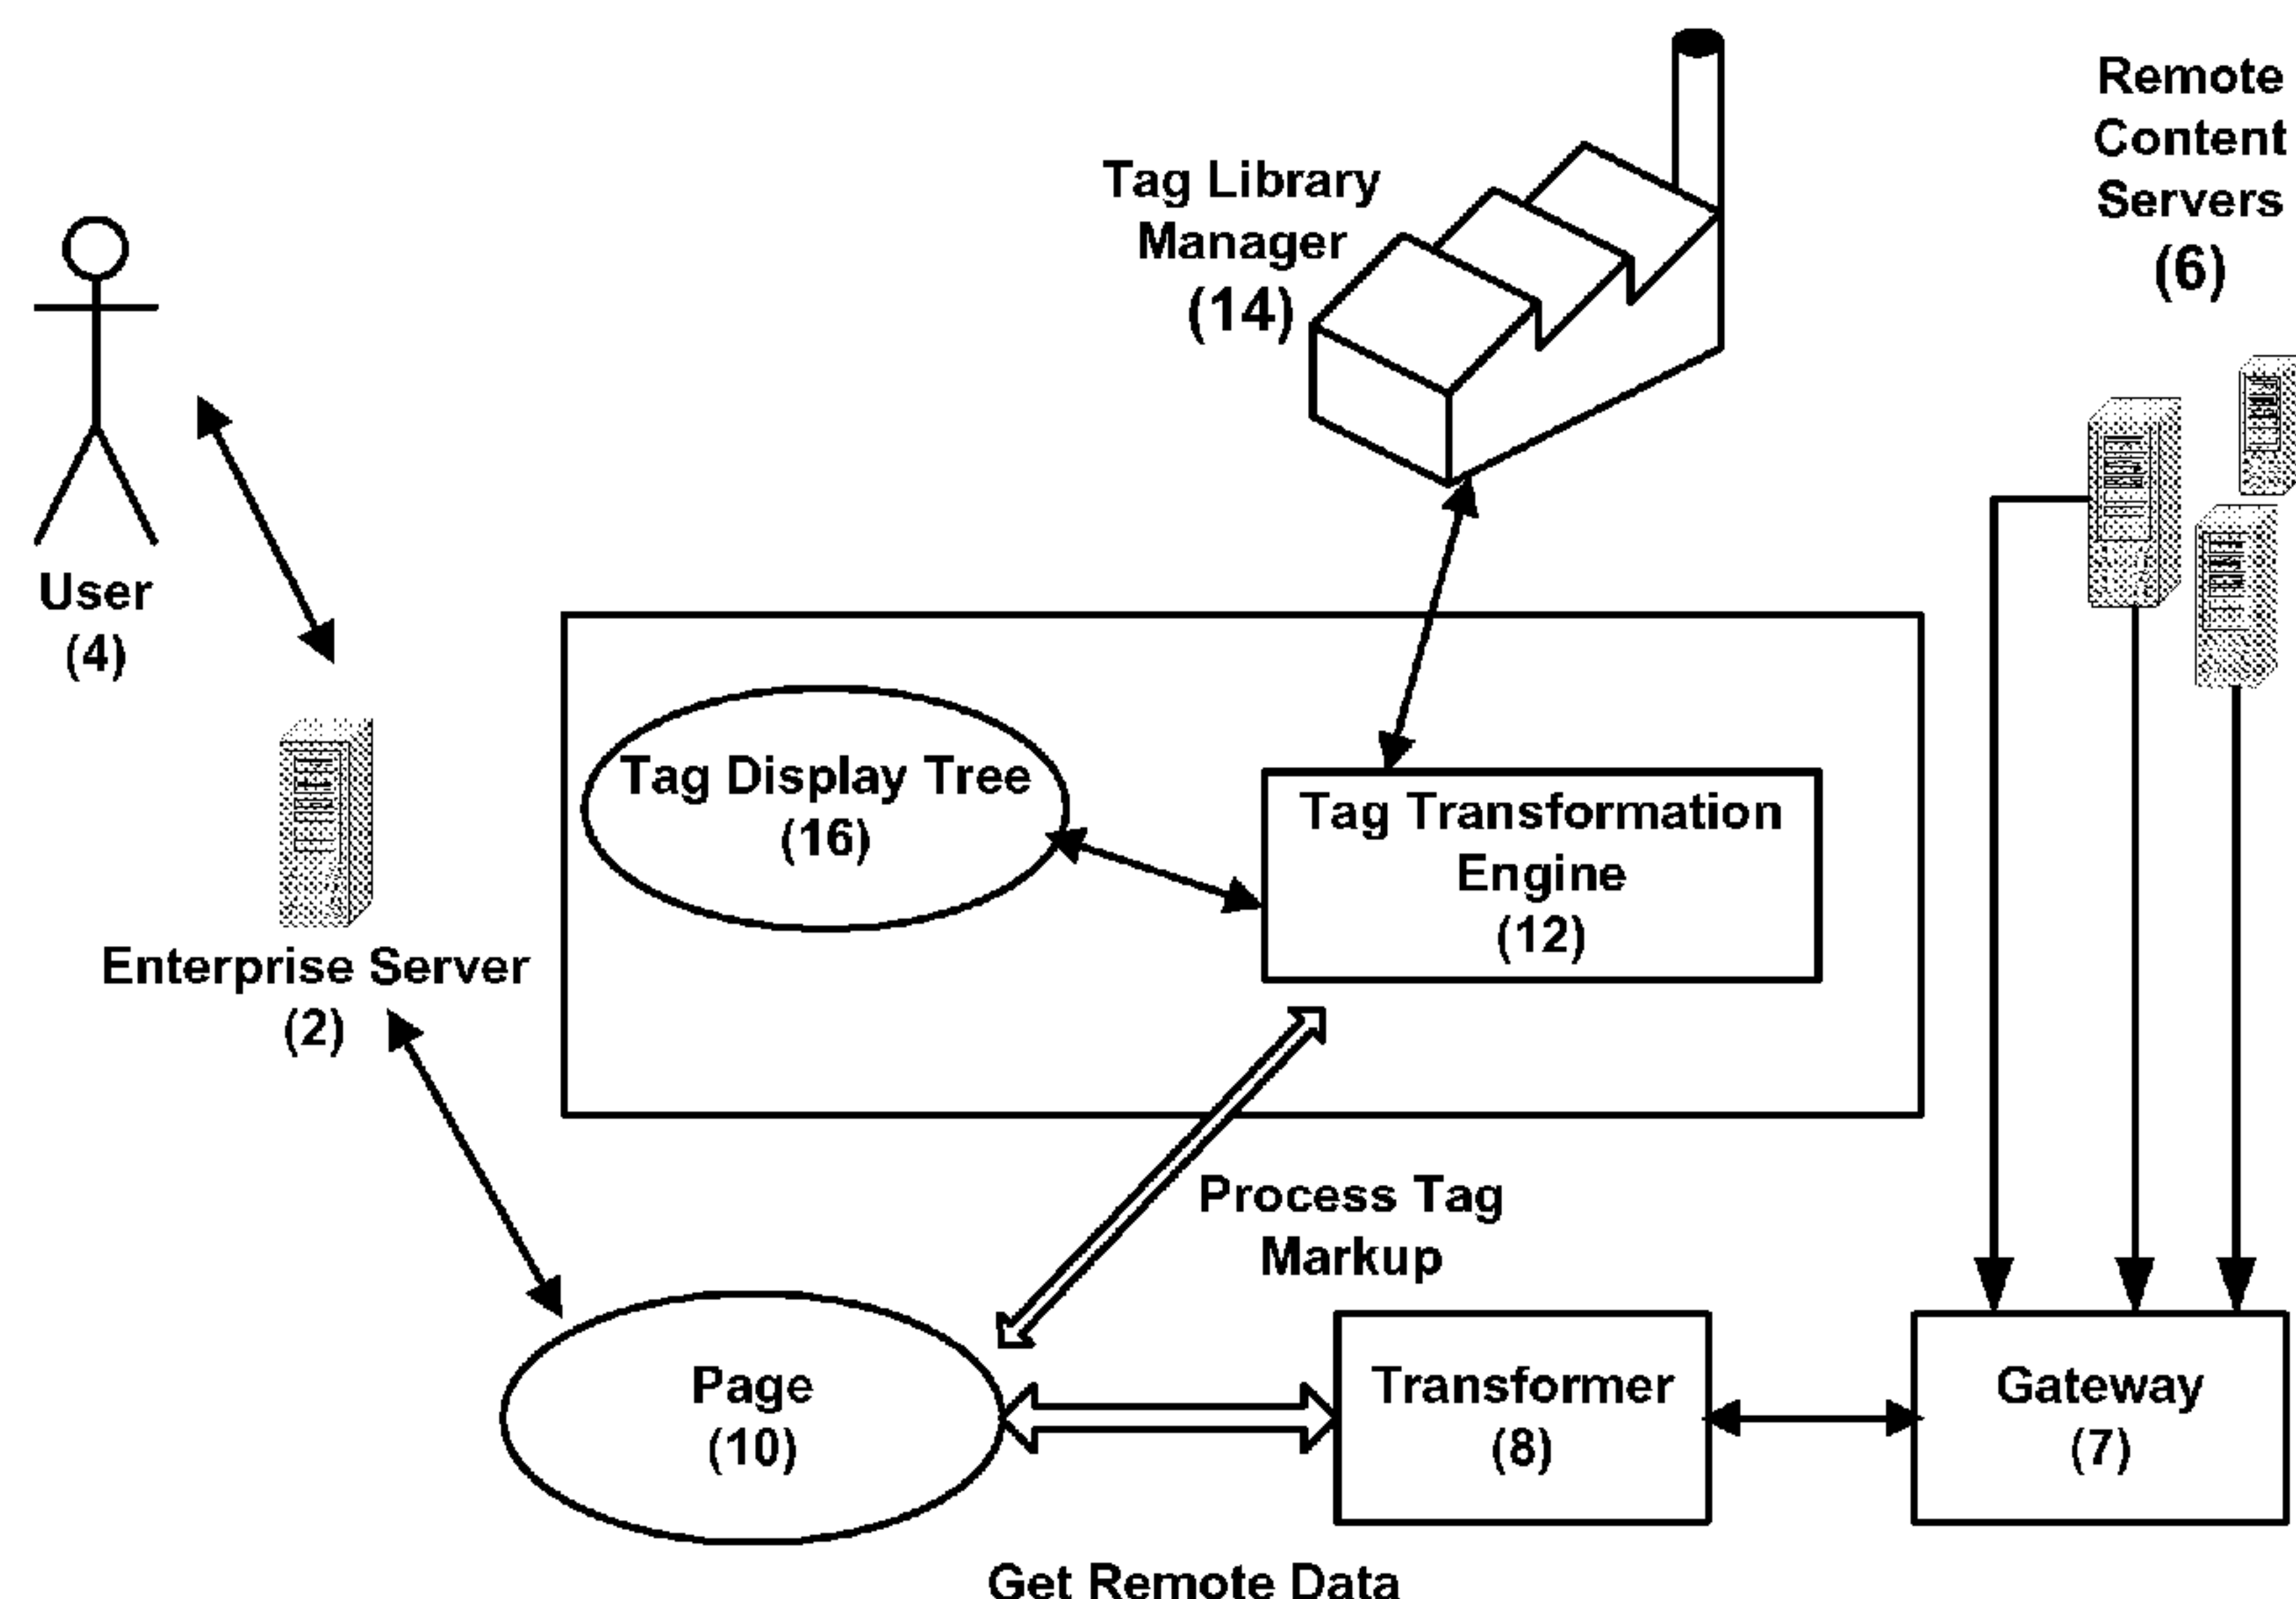 Remote
Content
Servers
(6)
Tag Library
Manager
(14)
User
(4)
Tag Display Tree
(16)
Tag Transformation
Engine
(12)
Enterprise Server
(2)
Process Tag
Markup
Page
(10)
Transformer
(8)
Gateway
(7)
Get Remote Data